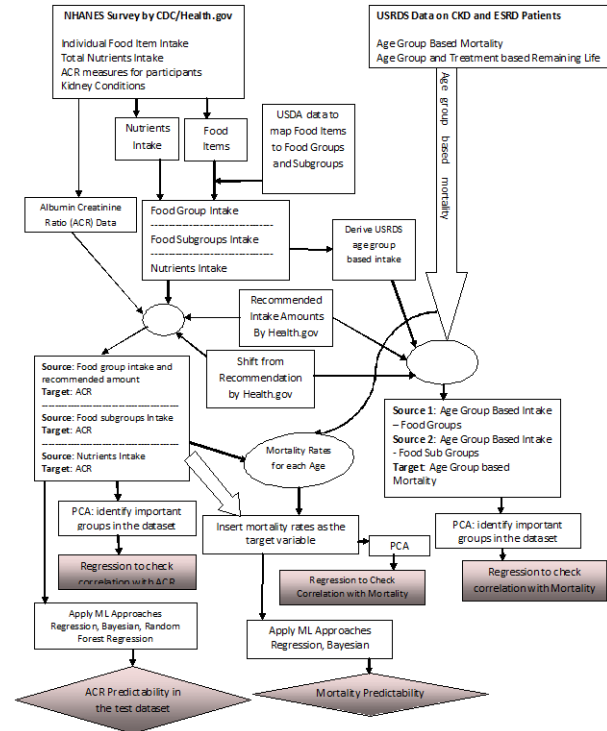 NHANES Survey by CDC/Health.gov
Individual Food Item Intake
Total Nutrients Intake
ACR measures for participants
Kidney Conditions
USRDS Data on CKD and ESRD Patients
Age Group Based Mortality
Age Group and Treatment based Remaining Life
Age group based mortality
Nutrients
Intake
Food
Items
USDA data to
map Food Items
to Food Groups
and Subgroups
Albumin Creatinine
Ratio (ACR) Data
Food Group Intake
Food Subgroups Intake
Nutrients Intake
Derive USRDS
age group
based intake
Recommended
Intake Amounts
By Health.gov
Shift from
Recommendation
by Health.gov
Source: Food group intake and
recommended amount
Target: ACR
Source: Food subgroups Intake
Target: ACR
Source: Nutrients Intake
Target: ACR
Mortality Rates
for each Age
Source 1: Age Group Based Intake
– Food Groups
Source 2: Age Group Based Intake
- Food Sub Groups
Target: Age Group based
Mortality
PCA: identify important
groups in the dataset
Regression to check
correlation with ACR
Insert mortality rates as the
target variable
PCA
Regression to Check
Correlation with Mortality
PCA: identify important
groups in the dataset
Regression to check
correlation with Mortality
Apply ML Approaches
Regression, Bayesian, Random
Forest Regression
Apply ML Approaches
Regression, Bayesian
ACR Predictability in
the test dataset
Mortality Predictability